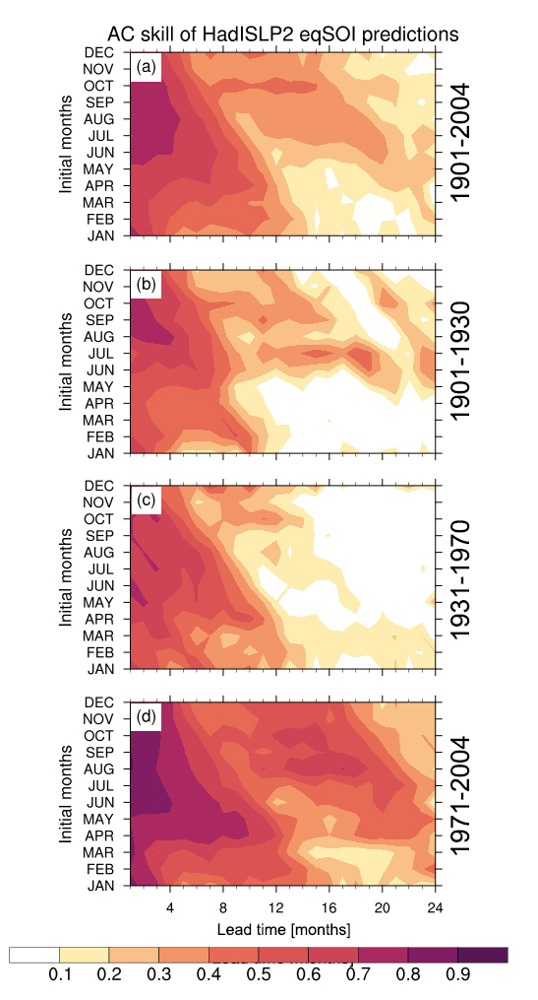 AC skill of HadISLP2 eqSOI predictions
(a)
DEC
NOV
OCT
SEP
AUG
JUL
JUN
MAY
APR
MAR
FEB
JAN
Initial months
1901-2004
(b)
DEC
NOV
OCT
SEP
AUG
JUL
JUN
MAY
APR
MAR
FEB
JAN
Initial months
1901-1930
(c)
DEC
NOV
OCT
SEP
AUG
JUL
JUN
MAY
APR
MAR
FEB
JAN
Initial months
1931-1970
(d)
DEC
NOV
OCT
SEP
AUG
JUL
JUN
MAY
APR
MAR
FEB
JAN
Initial months
1971-2004
4 8 12 16 20 24
Lead time [months]
0.1 0.2 0.3 0.4 0.5 0.6 0.7 0.8 0.9